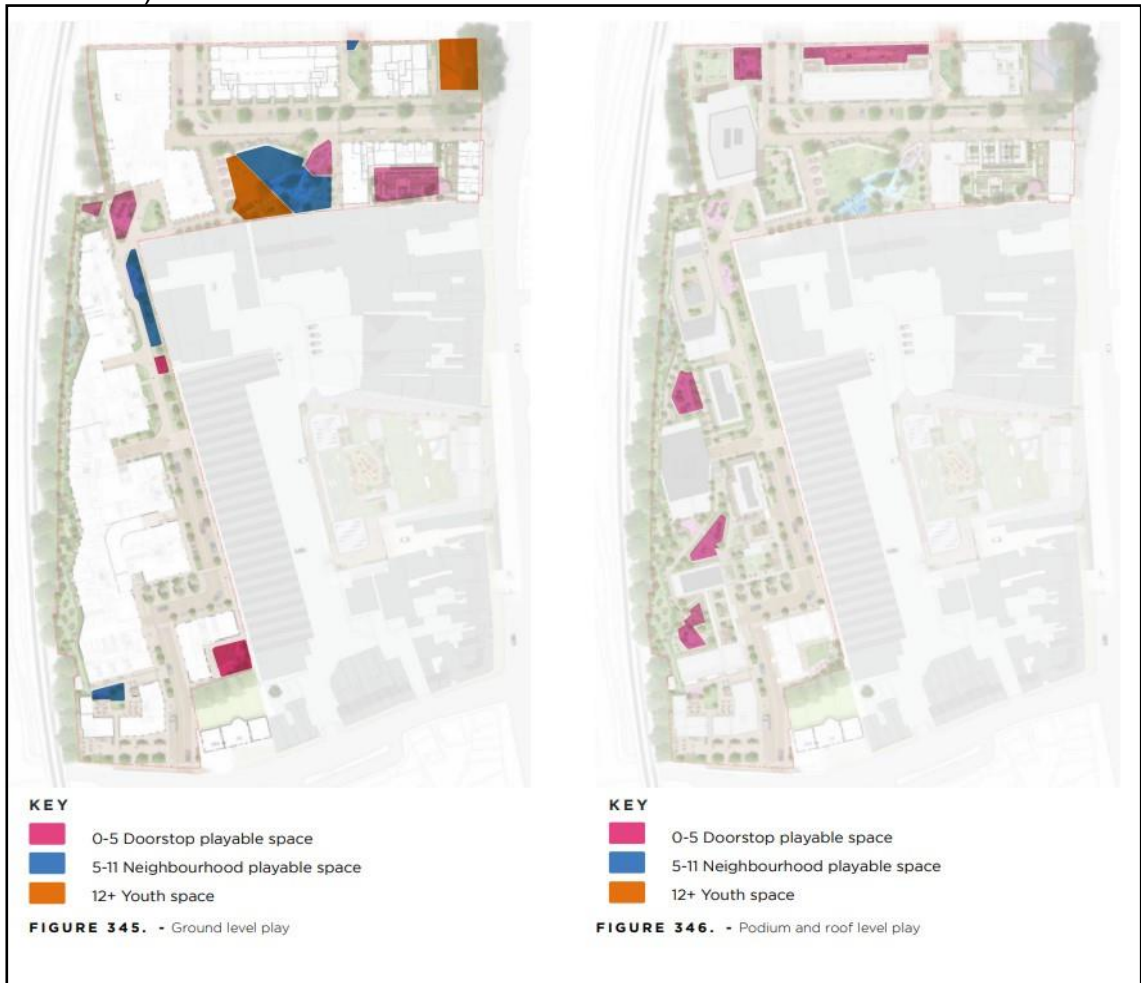 KEY
0-5 Doorstop playable space
5-11 Neighbourhood playable space
12+ Youth space
FIGURE 345. - Ground level play
KEY
0-5 Doorstop playable space
5-11 Neighbourhood playable space
12+ Youth space
FIGURE 346. - Podium and roof level play